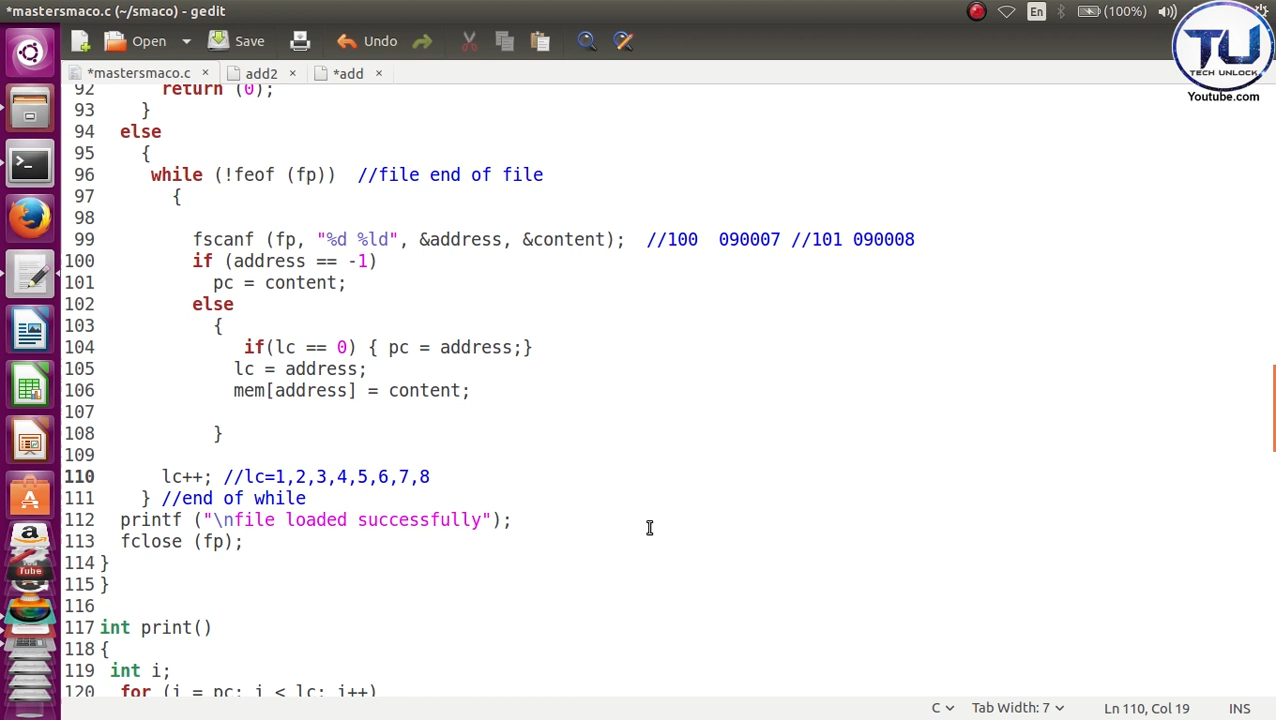 *mastersmaco.c (~/smaco) - gedit
En
(100%)
Open
Save
Undo
TU
TECH UNLOCK
Youtube.com
*mastersmaco.c ×
add2 ×
*add ×
92 return (0);
93 }
94 else
95 {
96 while (!feof (fp)) //file end of file
97 {
98
99 fscanf (fp, "%d %ld", &address, &content); //100 090007 //101 090008
100 if (address == -1)
101 pc = content;
102 else
103 {
104 if(lc == 0) { pc = address;}
105 lc = address;
106 mem[address] = content;
107
108 }
109
110 lc++; //lc=1,2,3,4,5,6,7,8
111 } //end of while
112 printf ("\nfile loaded successfully");
113 fclose (fp);
114 }
115 }
116
117 int print()
118 {
119 int i;
120 for (i = pc; i < lc; i++)
C
Tab Width: 7
Ln 110, Col 19
INS